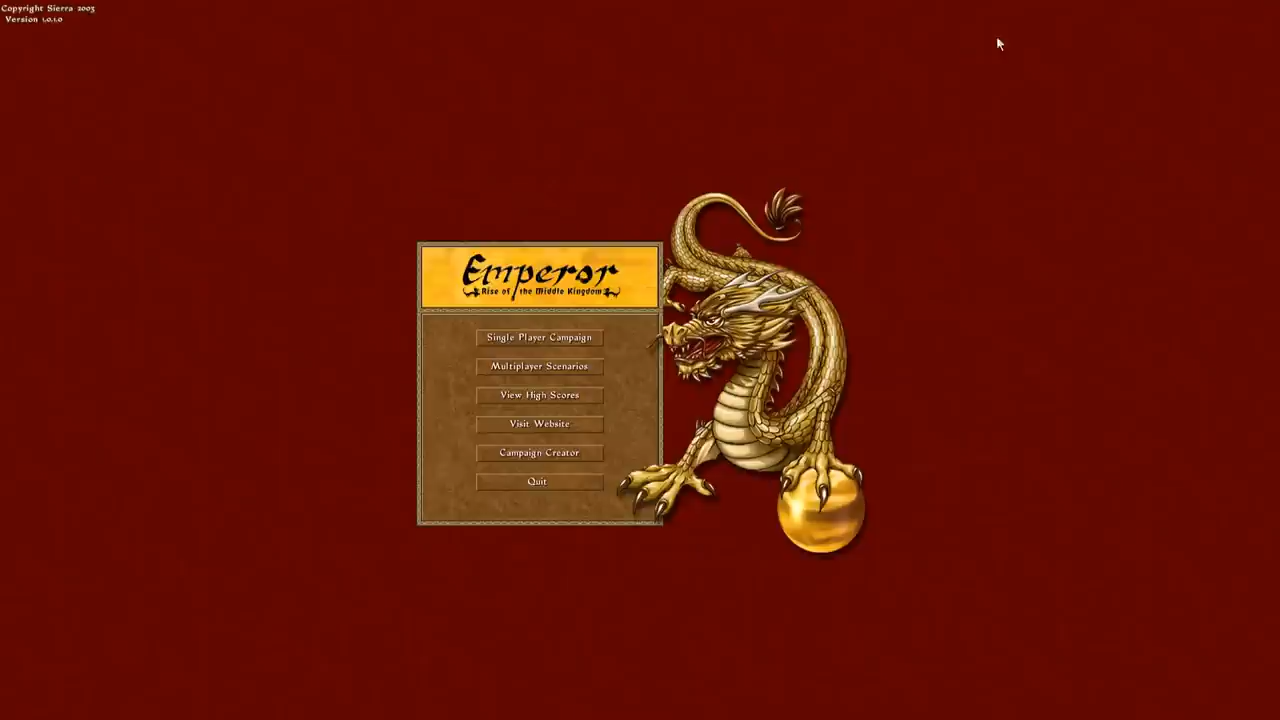 Copyright Sierra 2003
Version 1.0.1.0
Emperor
Rise of the Middle Kingdom
Single Player Campaign
Multiplayer Scenarios
View High Scores
Visit Website
Campaign Creator
Quit